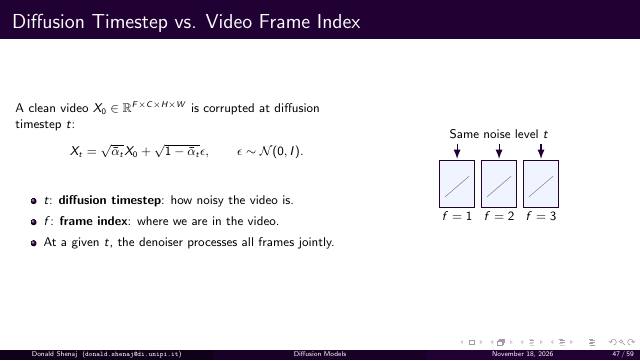 Diffusion Timestep vs. Video Frame Index
A clean video X₀ ∈ ℝ^{F×C×H×W} is corrupted at diffusion
timestep t:
X_t = √ᾱ_t X₀ + √(1 − ᾱ_t) ϵ,   ϵ ∼ 𝒩(0, I).
t: diffusion timestep: how noisy the video is.
f: frame index: where we are in the video.
At a given t, the denoiser processes all frames jointly.
Same noise level t
f = 1 f = 2 f = 3
Donald Shenaj (donald.shenaj@di.unipi.it) Diffusion Models November 18, 2026 47 / 59